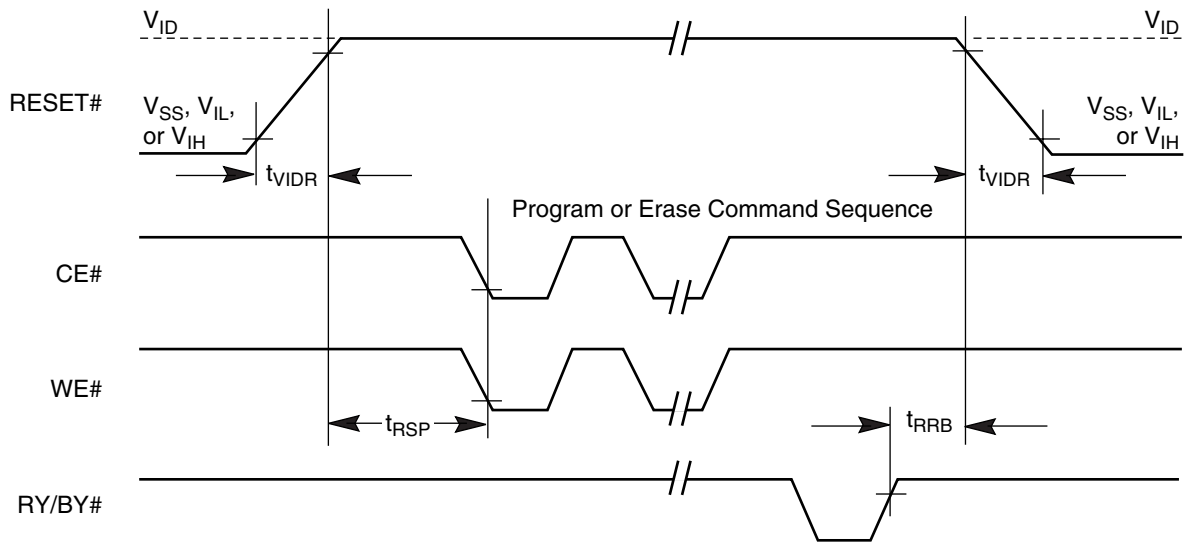 V_ID
V_ID
RESET#
V_SS, V_IL,
or V_IH
V_SS, V_IL,
or V_IH
t_VIDR
t_VIDR
Program or Erase Command Sequence
CE#
WE#
t_RSP
t_RRB
RY/BY#